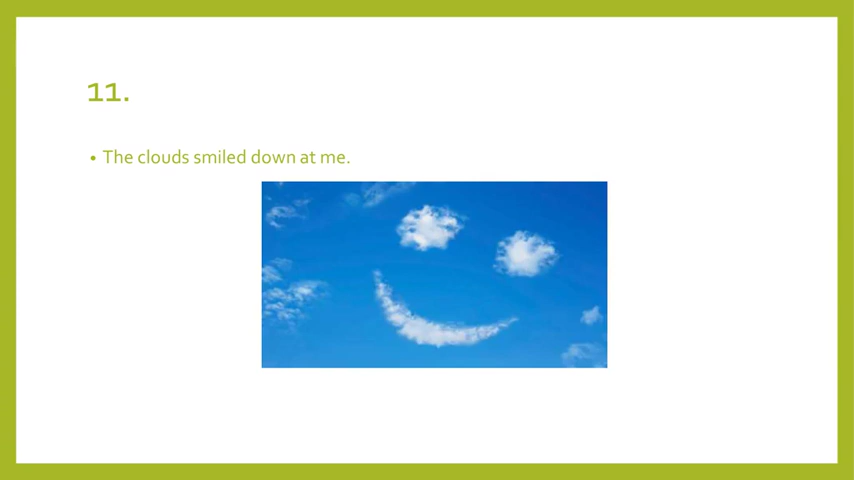 11.
• The clouds smiled down at me.